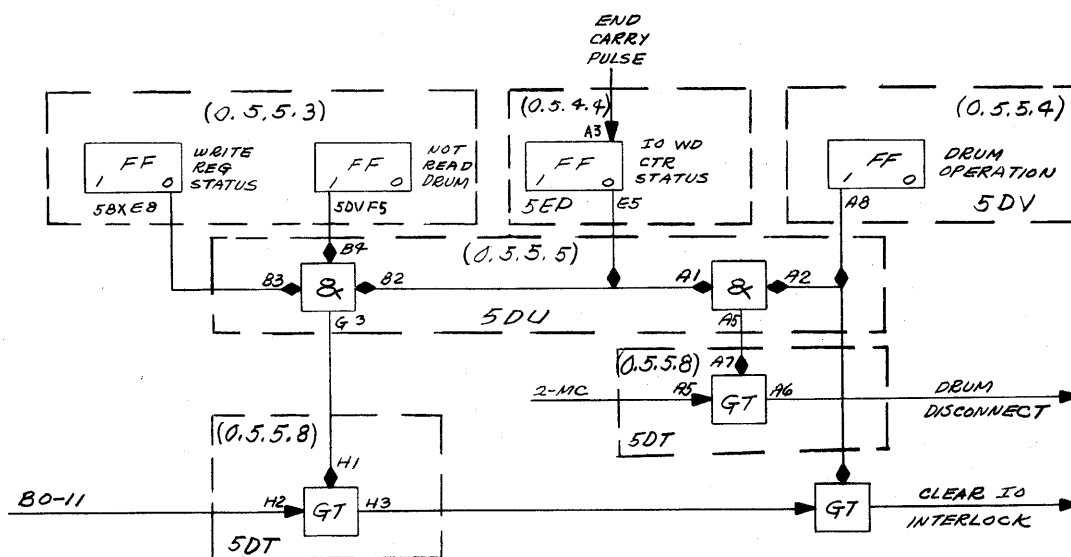 END
CARRY
PULSE
(0.5.5.3)
(0.5.4.4)
(0.5.5.4)
A3
FF
1 0
WRITE
REG
STATUS
FF
1 0
NOT
READ
DRUM
FF
1 0
IO WD
CTR
STATUS
FF
1 0
DRUM
OPERATION
5BXE8
5DVF5
5ED
E5
A8
5DV
B4
(0.5.5.5)
B3
&
B2
A1
&
A2
G3
5DU
A5
(0.5.5.8)
A7
2-MC
A5
GT
A6
DRUM
DISCONNECT
5DT
(0.5.5.8)
H1
BO-11
H2
GT
H3
GT
CLEAR IO
INTERLOCK
5DT